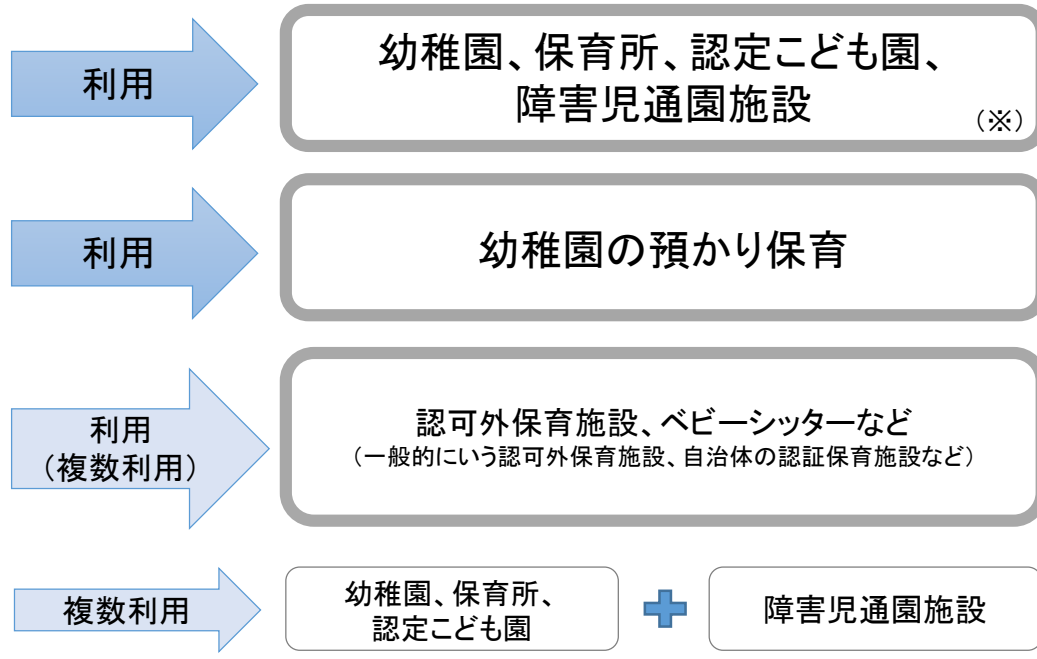 利用
幼稚園、保育所、認定こども園、
障害児通園施設
（※）
利用
幼稚園の預かり保育
利用
（複数利用）
認可外保育施設、ベビーシッターなど
（一般的にいう認可外保育施設、自治体の認証保育施設など）
複数利用
幼稚園、保育所、
認定こども園
障害児通園施設